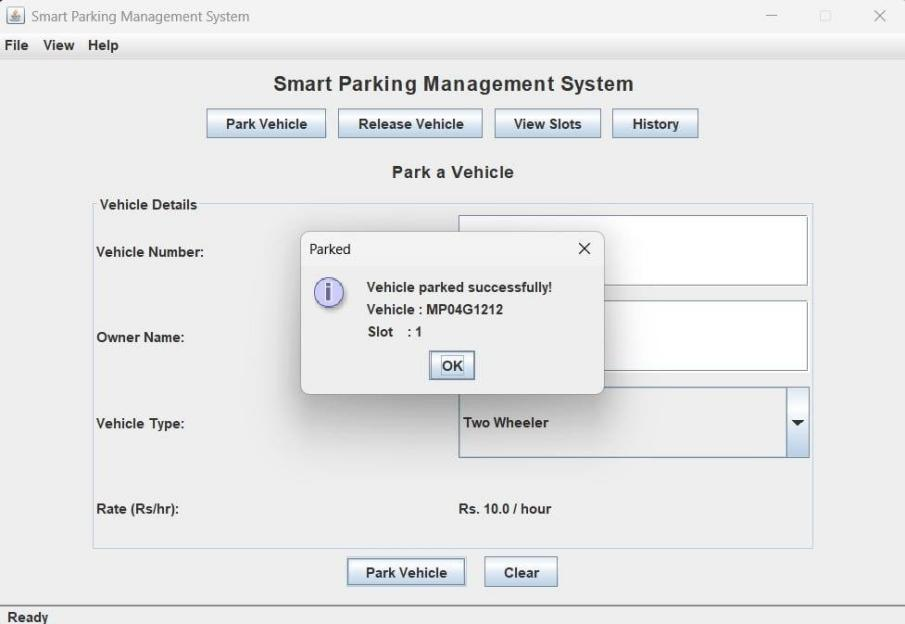 Smart Parking Management System
File View Help
Smart Parking Management System
Park Vehicle Release Vehicle View Slots History
Park a Vehicle
Vehicle Details
Vehicle Number:
Parked
Vehicle parked successfully!
Vehicle : MP04G1212
Slot : 1
OK
Owner Name:
Vehicle Type: Two Wheeler
Rate (Rs/hr): Rs. 10.0 / hour
Park Vehicle Clear
Ready